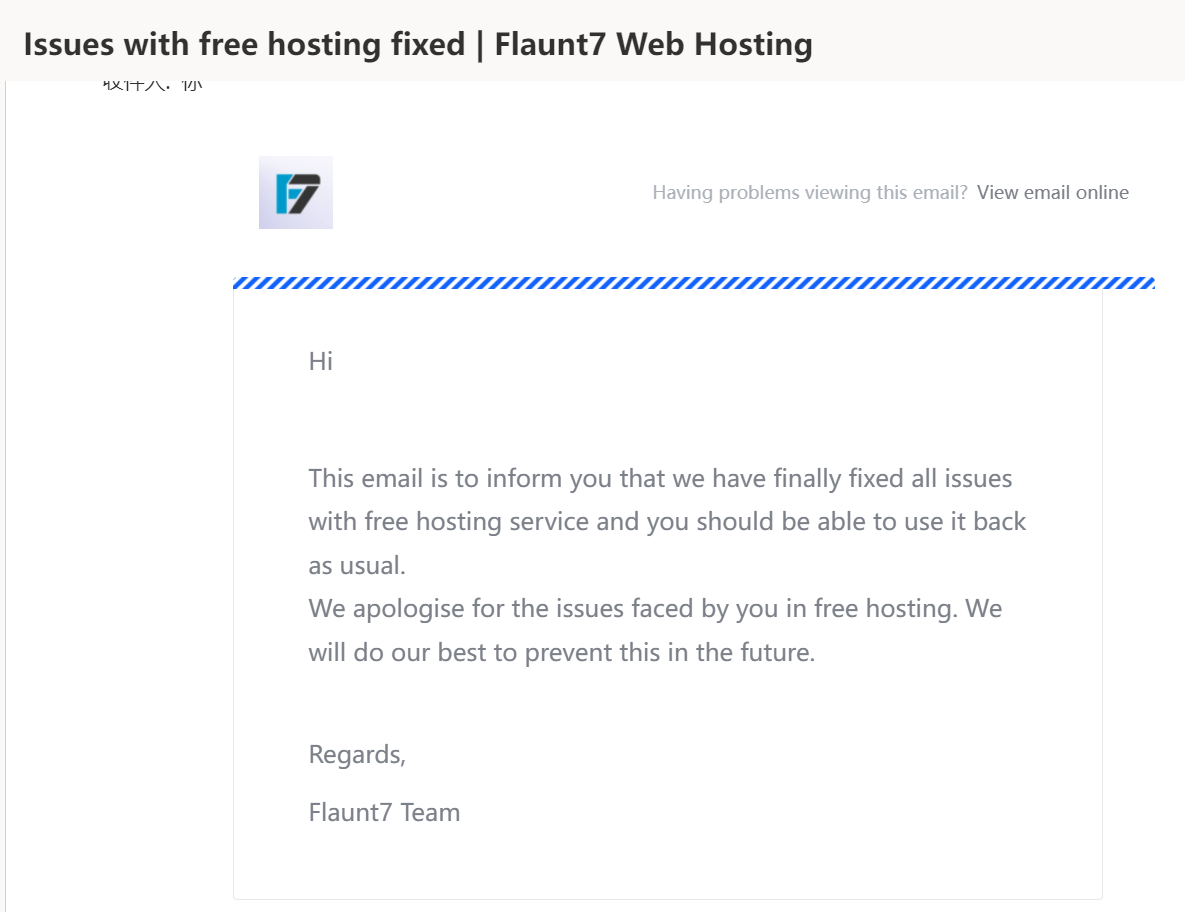 Issues with free hosting fixed | Flaunt7 Web Hosting
收件人: 你
F7
Having problems viewing this email? View email online
Hi
This email is to inform you that we have finally fixed all issues
with free hosting service and you should be able to use it back
as usual.
We apologise for the issues faced by you in free hosting. We
will do our best to prevent this in the future.
Regards,
Flaunt7 Team